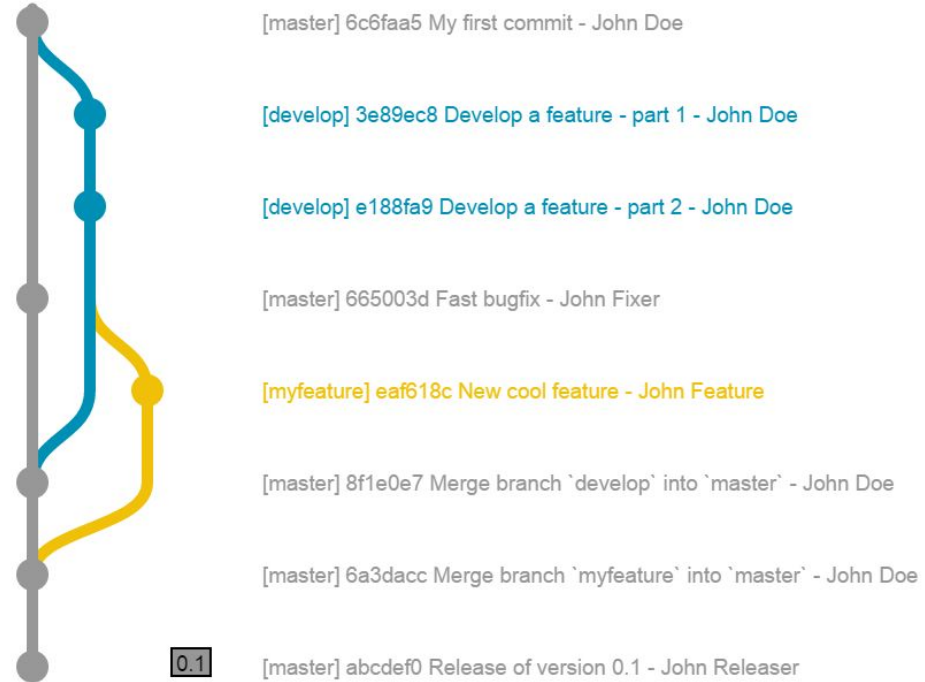 [master] 6c6faa5 My first commit - John Doe
[develop] 3e89ec8 Develop a feature - part 1 - John Doe
[develop] e188fa9 Develop a feature - part 2 - John Doe
[master] 665003d Fast bugfix - John Fixer
[myfeature] eaf618c New cool feature - John Feature
[master] 8f1e0e7 Merge branch `develop` into `master` - John Doe
[master] 6a3dacc Merge branch `myfeature` into `master` - John Doe
0.1 [master] abcdef0 Release of version 0.1 - John Releaser